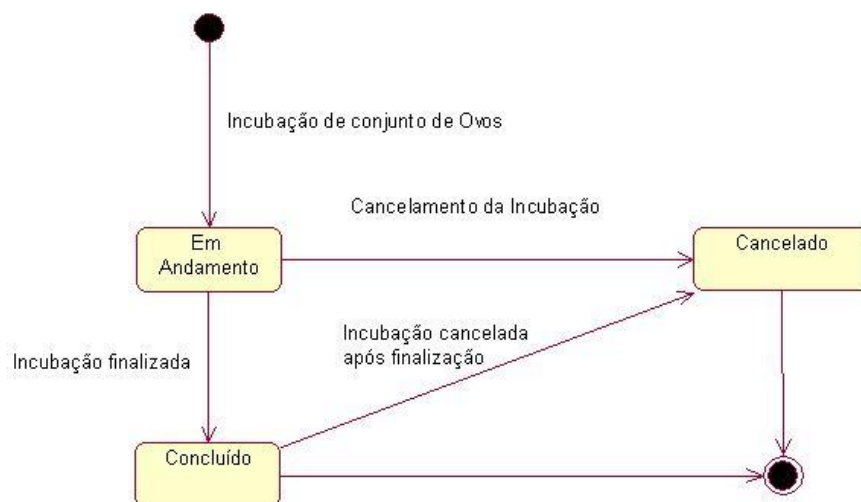 Incubação de conjunto de Ovos
Cancelamento da Incubação
Em
Andamento
Cancelado
Incubação cancelada
após finalização
Incubação finalizada
Concluído